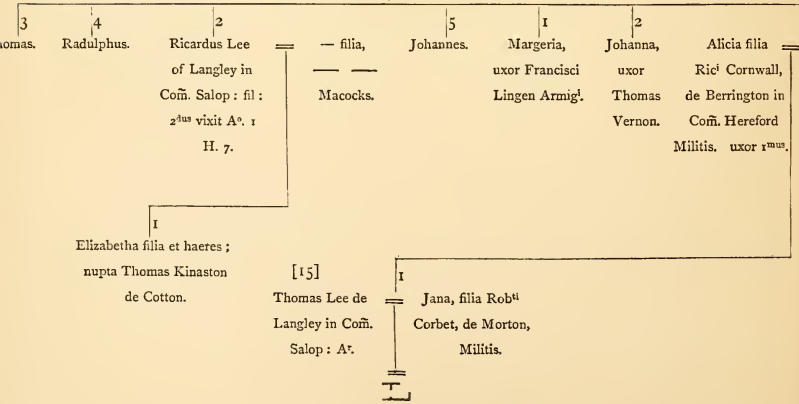 3
omas.
4
Radulphus.
2
Ricardus Lee
of Langley in
Com̃. Salop : fil :
2ᵈᵘˢ vixit Aº. 1
H. 7.
— filia,
— —
Macocks.
5
Johannes.
1
Margeria,
uxor Francisci
Lingen Armigⁱ.
2
Johanna,
uxor
Thomas
Vernon.
Alicia filia
Ricⁱ Cornwall,
de Berrington in
Com̃. Hereford
Militis. uxor 1ᵐᵘˢ.
1
Elizabetha filia et haeres ;
nupta Thomas Kinaston
de Cotton.
[15]
Thomas Lee de
Langley in Com̃.
Salop : Aʳ.
1
Jana, filia Robᵗⁱ
Corbet, de Morton,
Militis.